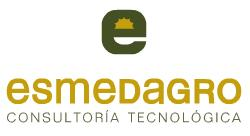 e
esmeDagro
CONSULTORÍA TECNOLÓGICA